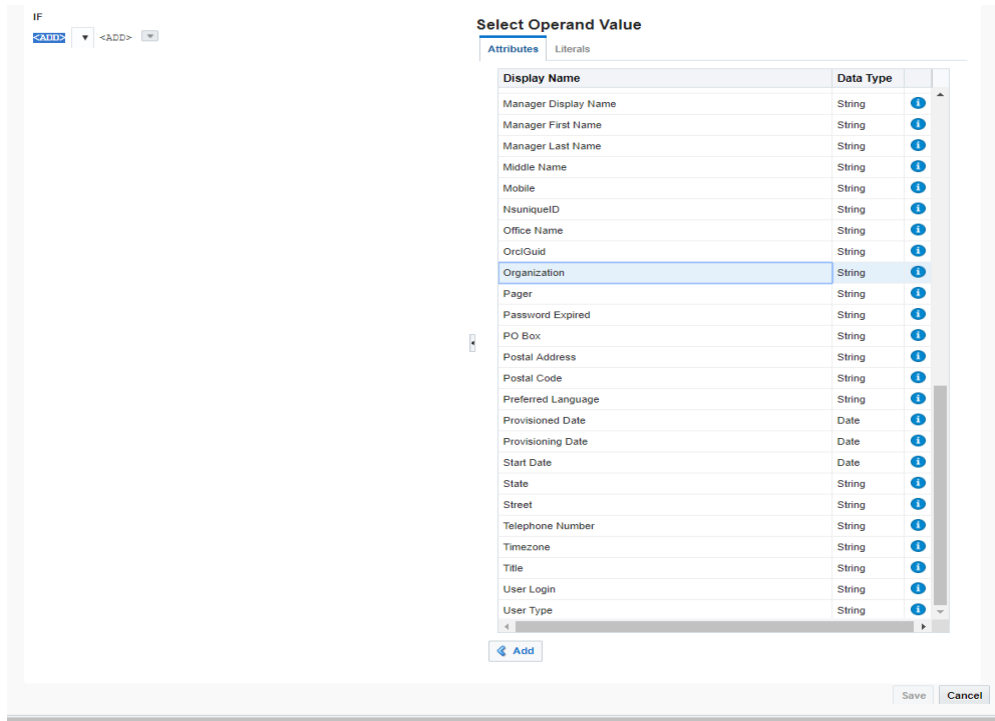 IF
<ADD> <ADD>
Select Operand Value
Attributes Literals
Display Name Data Type
Manager Display Name String
Manager First Name String
Manager Last Name String
Middle Name String
Mobile String
NsuniqueID String
Office Name String
OrclGuid String
Organization String
Pager String
Password Expired String
PO Box String
Postal Address String
Postal Code String
Preferred Language String
Provisioned Date Date
Provisioning Date Date
Start Date Date
State String
Street String
Telephone Number String
Timezone String
Title String
User Login String
User Type String
Add
Save Cancel